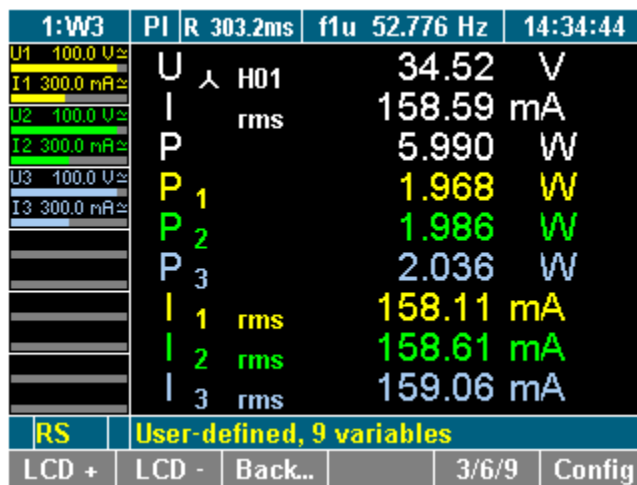 1:W3 PI R 303.2ms f1u 52.776 Hz 14:34:44
U1 100.0 V≃
I1 300.0 mA≃
U2 100.0 V≃
I2 300.0 mA≃
U3 100.0 V≃
I3 300.0 mA≃
U ⅄ H01 34.52 V
I rms 158.59 mA
P 5.990 W
P 1 1.968 W
P 2 1.986 W
P 3 2.036 W
I 1 rms 158.11 mA
I 2 rms 158.61 mA
I 3 rms 159.06 mA
RS User-defined, 9 variables
LCD + LCD - Back... 3/6/9 Config